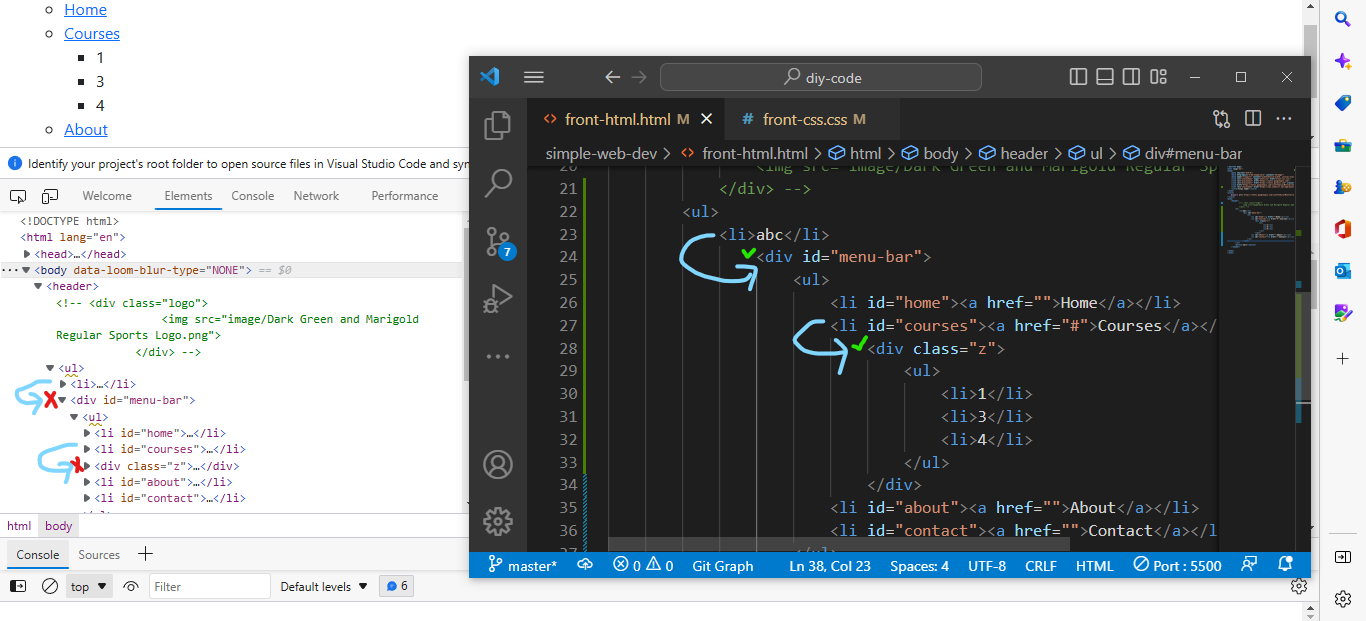 Home
Courses
1
3
4
About
Identify your project's root folder to open source files in Visual Studio Code and syn
Welcome Elements Console Network Performance
<!DOCTYPE html>
<html lang="en">
<head>…</head>
<body data-loom-blur-type="NONE"> == $0
<header>
<!-- <div class="logo">
<img src="image/Dark Green and Marigold
Regular Sports Logo.png">
</div> -->
<ul>
<li>…</li>
<div id="menu-bar">
<ul>
<li id="home">…</li>
<li id="courses">…</li>
<div class="z">…</div>
<li id="about">…</li>
<li id="contact">…</li>
html body
Console Sources
top Filter Default levels 6
diy-code
front-html.html M front-css.css M
simple-web-dev > front-html.html > html > body > header > ul > div#menu-bar
20 <img src="image/Dark Green and Marigold Regular Sp
21 </div> -->
22 <ul>
23 <li>abc</li>
24 <div id="menu-bar">
25 <ul>
26 <li id="home"><a href="">Home</a></li>
27 <li id="courses"><a href="#">Courses</a></
28 <div class="z">
29 <ul>
30 <li>1</li>
31 <li>3</li>
32 <li>4</li>
33 </ul>
34 </div>
35 <li id="about"><a href="">About</a></li>
36 <li id="contact"><a href="">Contact</a></l
37 </ul>
7
master* 0 0 Git Graph Ln 38, Col 23 Spaces: 4 UTF-8 CRLF HTML Port : 5500